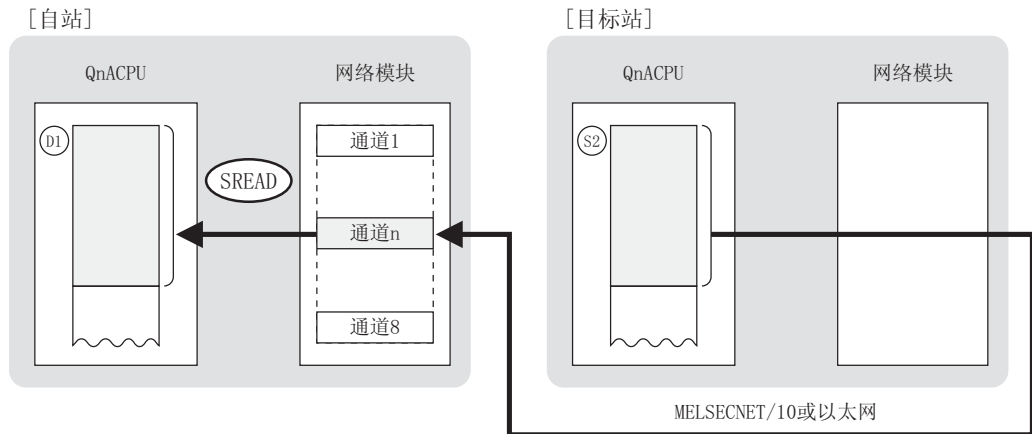 [自站]
[目标站]
QnACPU
网络模块
QnACPU
网络模块
D1
通道1
S2
SREAD
通道n
通道8
MELSECNET/10或以太网